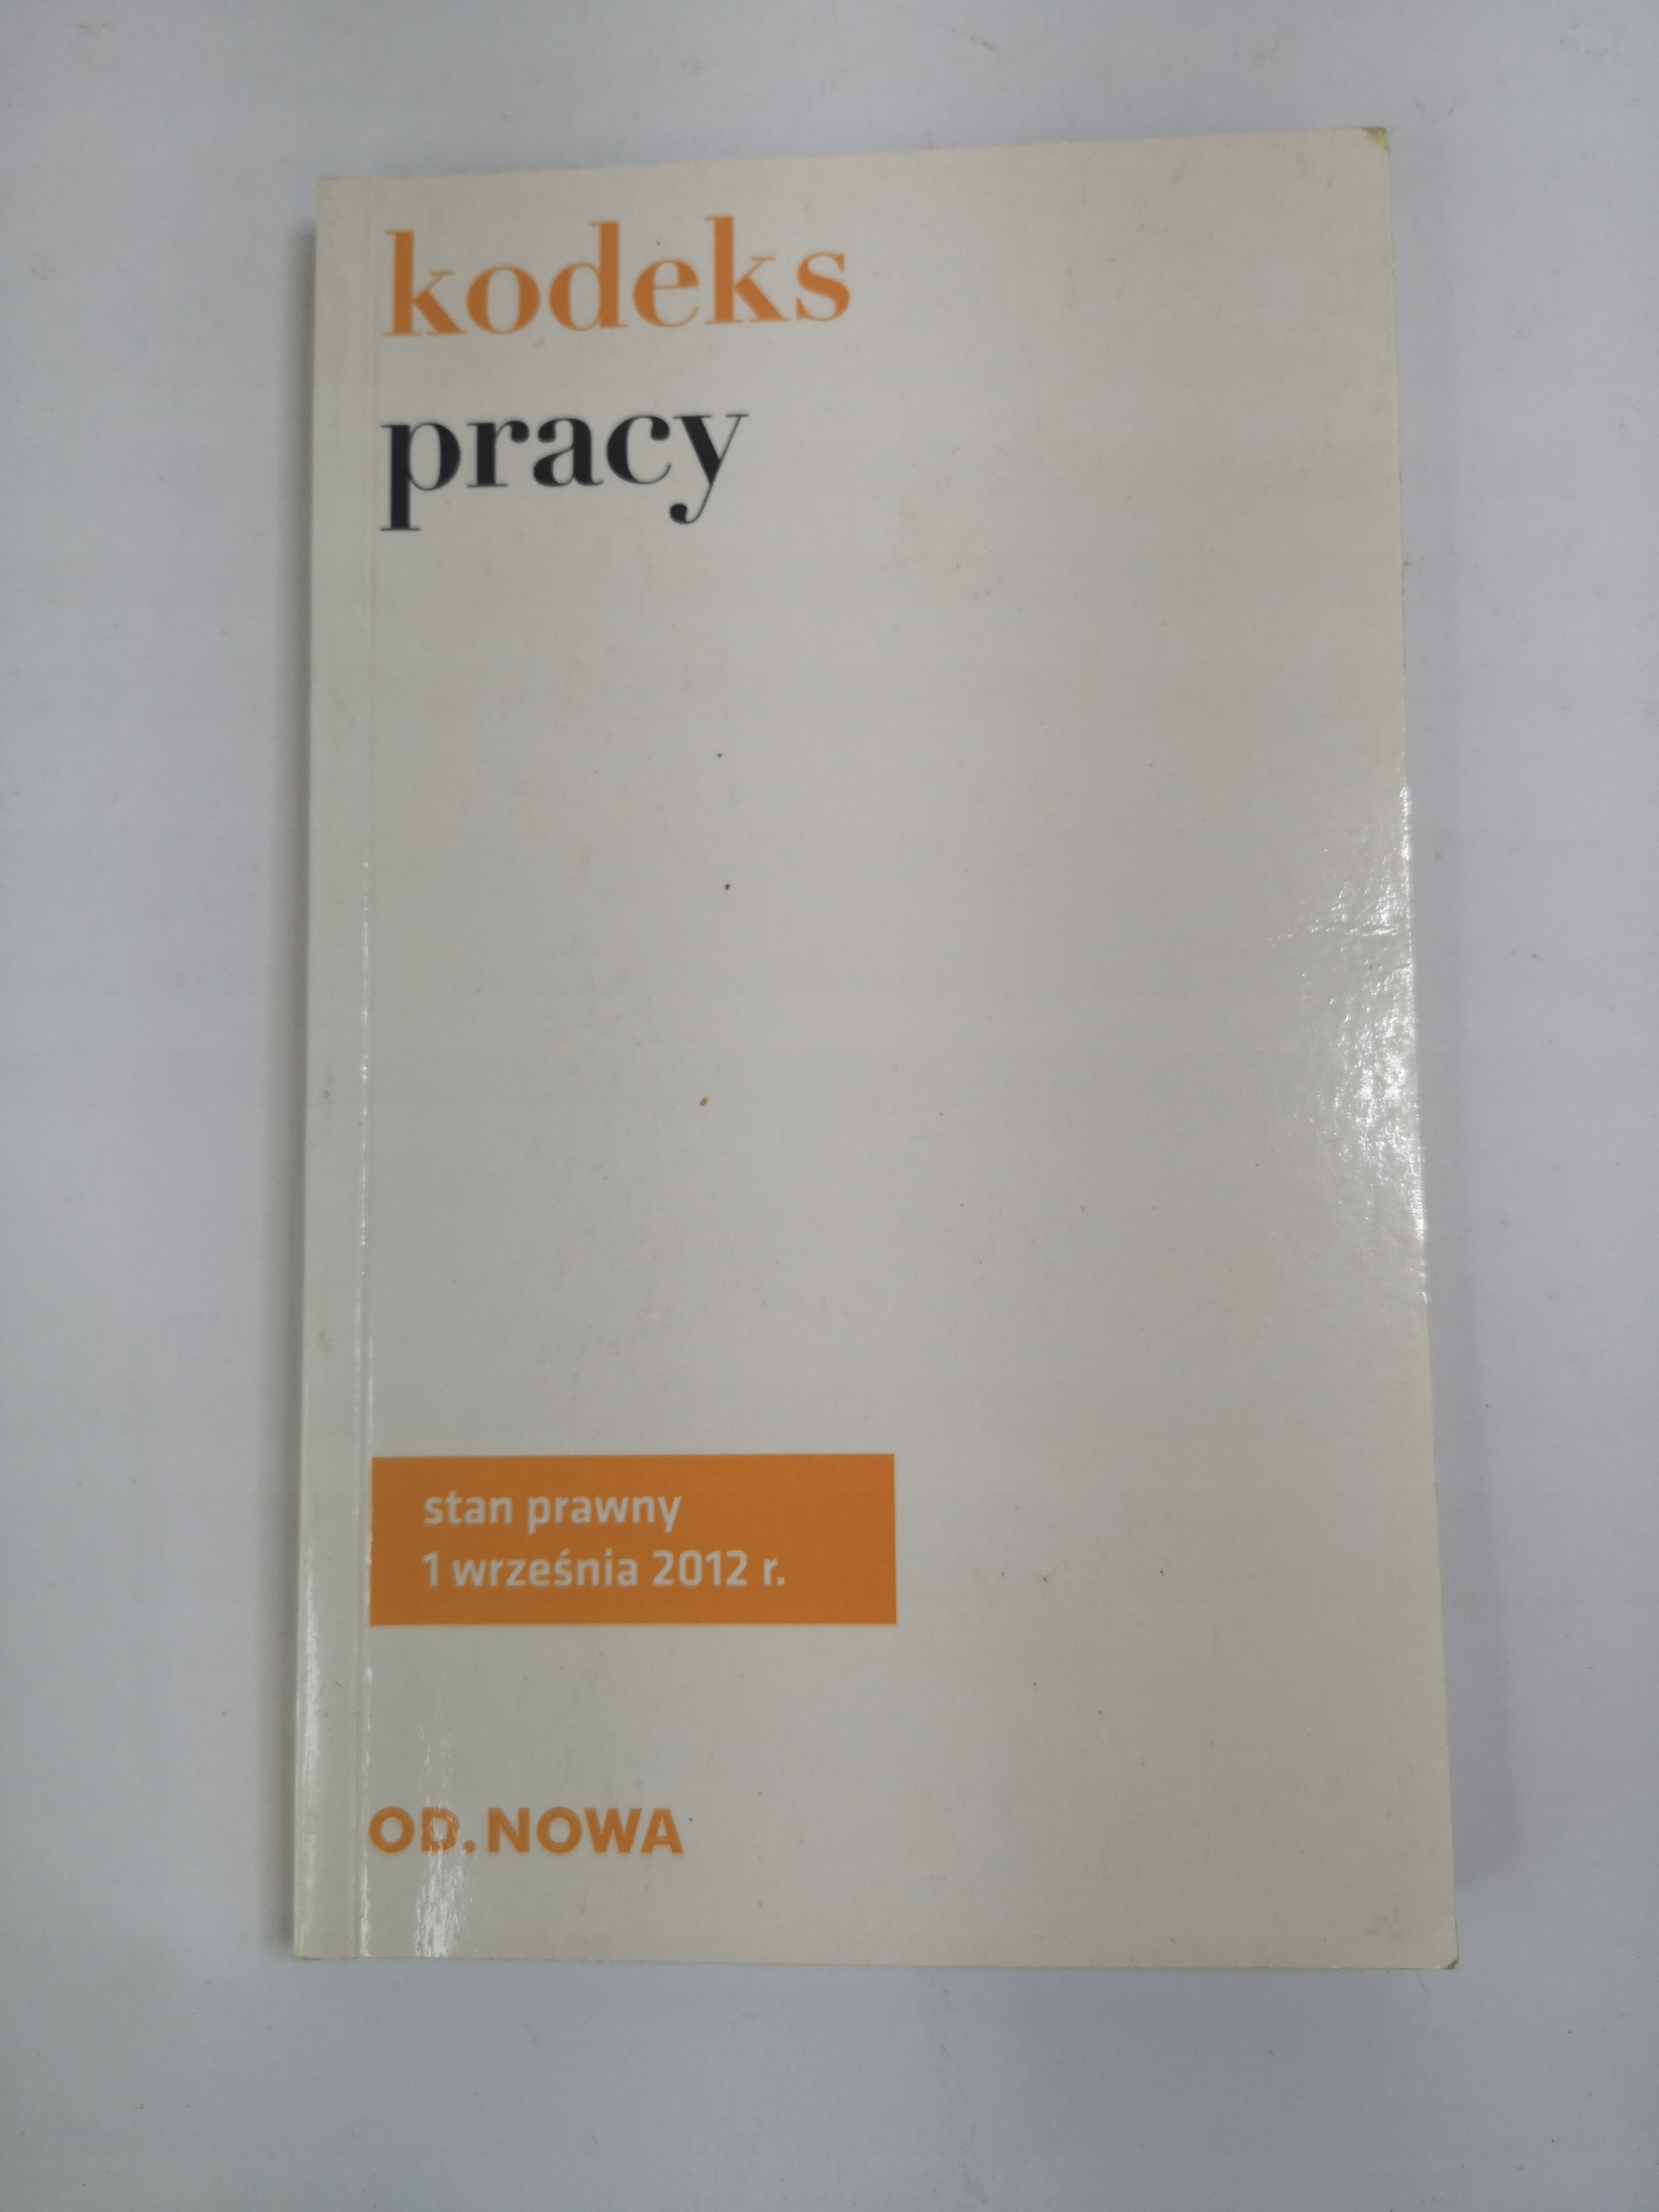 kodeks
pracy
stan prawny
1 września 2012 r.
OD.NOWA